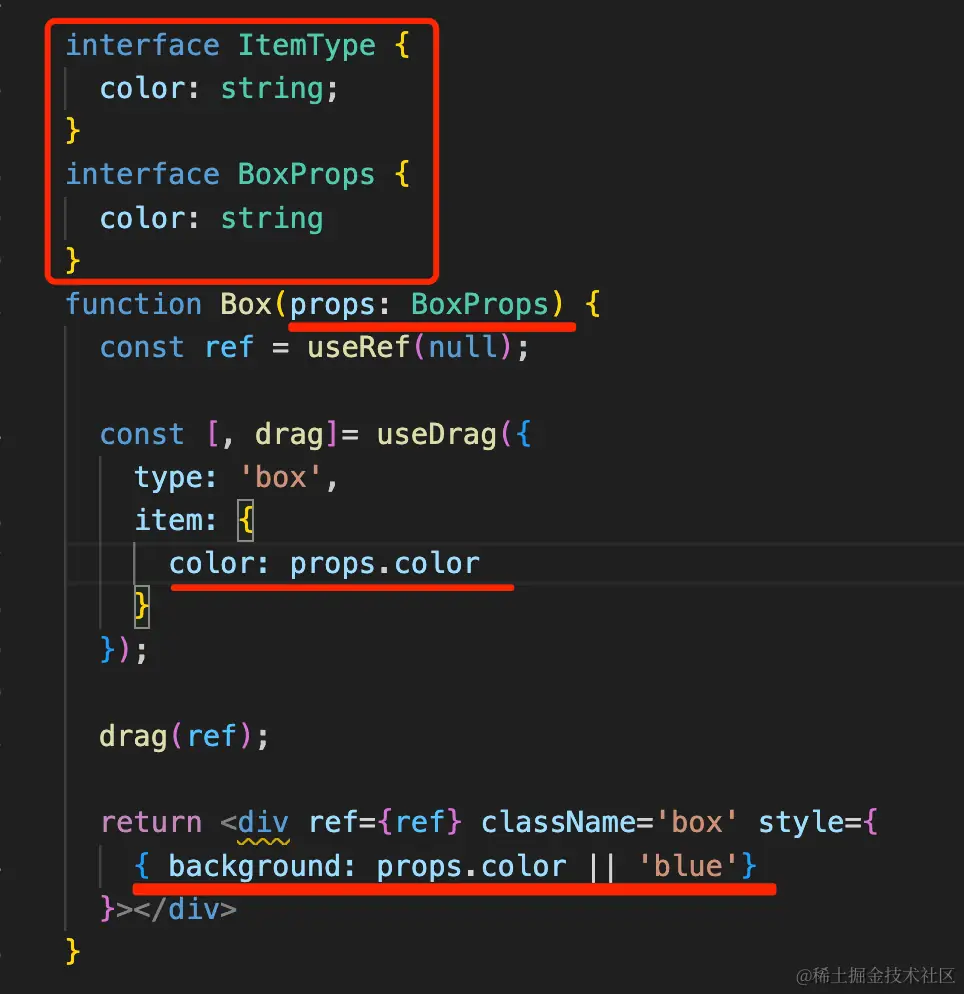 interface ItemType {
color: string;
}
interface BoxProps {
color: string
}
function Box(props: BoxProps) {
const ref = useRef(null);
const [, drag]= useDrag({
type: 'box',
item: {
color: props.color
}
});
drag(ref);
return <div ref={ref} className='box' style={
{ background: props.color || 'blue'}
}></div>
}
@稀土掘金技术社区